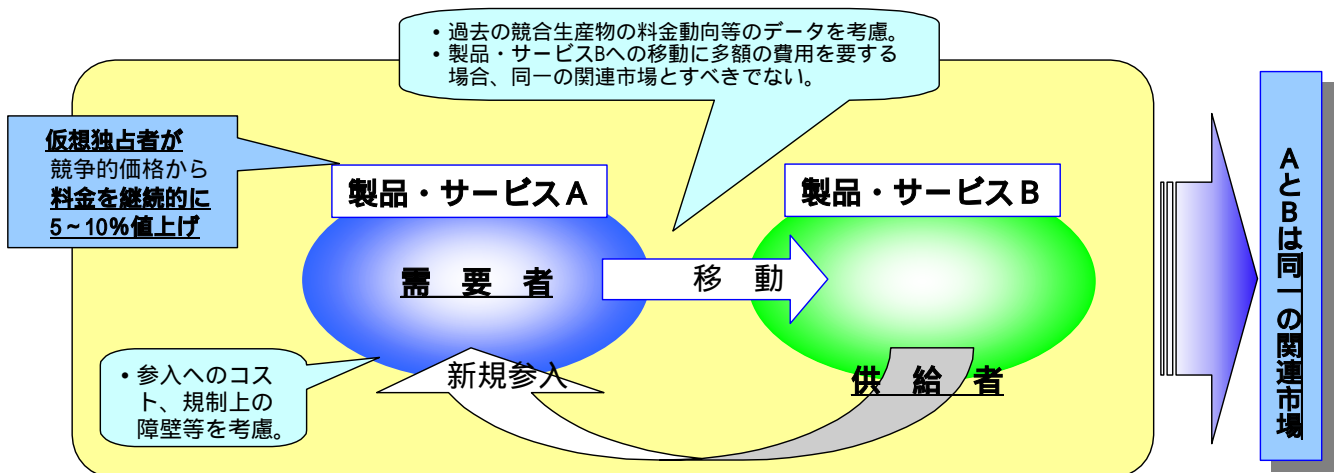 ・過去の競合生産物の料金動向等のデータを考慮。
・製品・サービスBへの移動に多額の費用を要する
場合、同一の関連市場とすべきでない。
仮想独占者が
競争的価格から
料金を継続的に
5~10%値上げ
製品・サービスA
製品・サービスB
需 要 者
移 動
新規参入
供 給 者
・参入へのコス
ト、規制上の
障壁等を考慮。
AとBは同一の関連市場